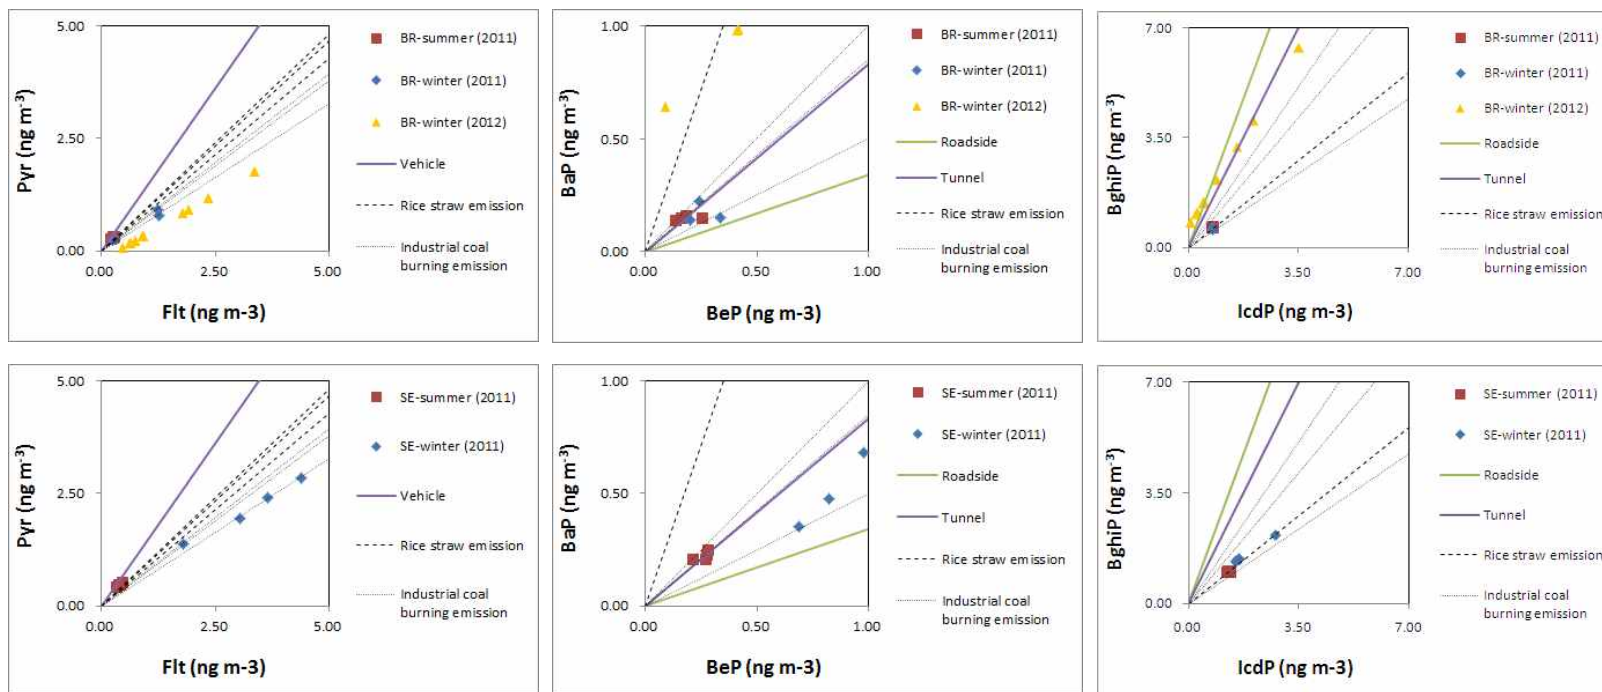 5.00
2.50
0.00
0.00
2.50
5.00
Pyr (ng m⁻³)
Flt (ng m-3)
BR-summer (2011)
BR-winter (2011)
BR-winter (2012)
Vehicle
Rice straw emission
Industrial coal
burning emission
1.00
0.50
0.00
0.00
0.50
1.00
BaP (ng m⁻³)
BeP (ng m-3)
BR-summer (2011)
BR-winter (2011)
BR-winter (2012)
Roadside
Tunnel
Rice straw emission
Industrial coal
burning emission
7.00
3.50
0.00
0.00
3.50
7.00
BghiP (ng m⁻³)
IcdP (ng m-3)
BR-summer (2011)
BR-winter (2011)
BR-winter (2012)
Roadside
Tunnel
Rice straw emission
Industrial coal
burning emission
5.00
2.50
0.00
0.00
2.50
5.00
Pyr (ng m⁻³)
Flt (ng m-3)
SE-summer (2011)
SE-winter (2011)
Vehicle
Rice straw emission
Industrial coal
burning emission
1.00
0.50
0.00
0.00
0.50
1.00
BaP (ng m⁻³)
BeP (ng m-3)
SE-summer (2011)
SE-winter (2011)
Roadside
Tunnel
Rice straw emission
Industrial coal
burning emission
7.00
3.50
0.00
0.00
3.50
7.00
BghiP (ng m⁻³)
IcdP (ng m-3)
SE-summer (2011)
SE-winter (2011)
Roadside
Tunnel
Rice straw emission
Industrial coal
burning emission